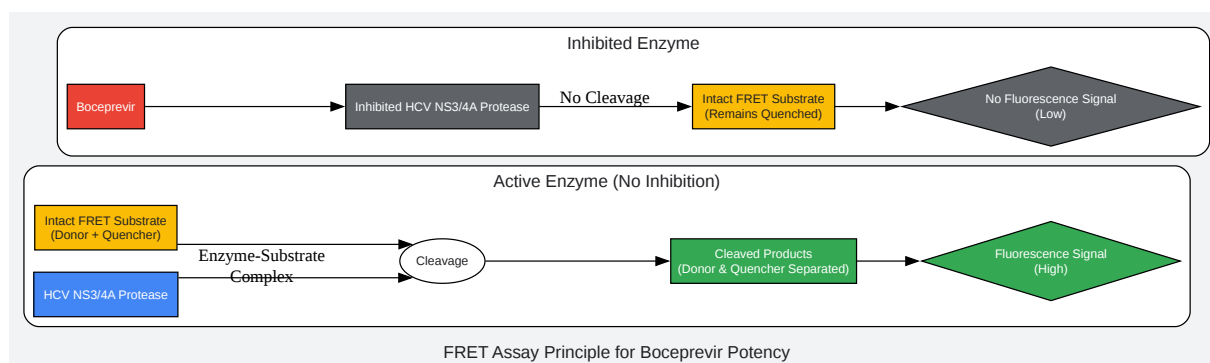 Inhibited Enzyme
Boceprevir
Inhibited HCV NS3/4A Protease
No Cleavage
Intact FRET Substrate
(Remains Quenched)
No Fluorescence Signal
(Low)
Active Enzyme (No Inhibition)
Intact FRET Substrate
(Donor + Quencher)
HCV NS3/4A Protease
Enzyme-Substrate
Complex
Cleavage
Cleaved Products
(Donor & Quencher Separated)
Fluorescence Signal
(High)
FRET Assay Principle for Boceprevir Potency